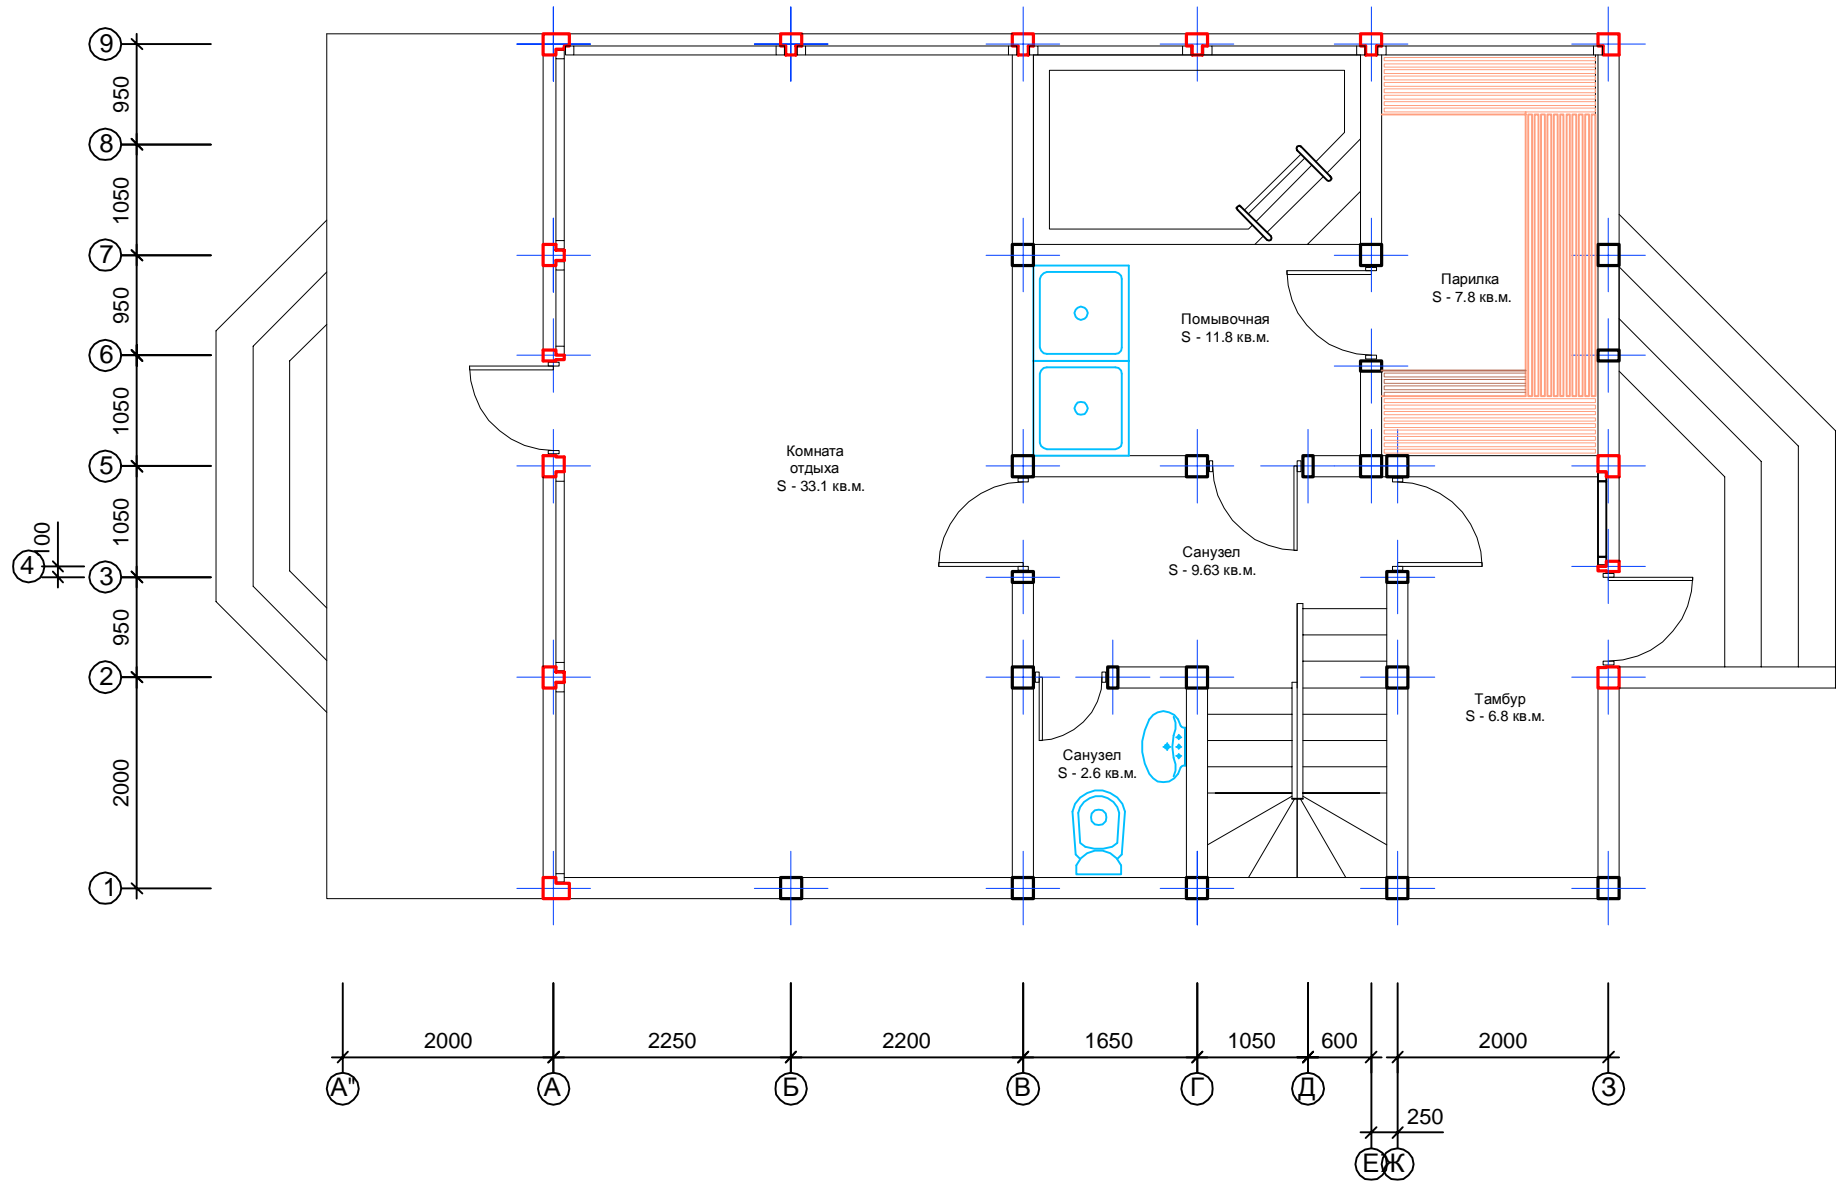 9
950
8
1050
7
950
6
1050
5
1050
100
4
3
950
2
2000
1
Парилка
S - 7.8 кв.м.
Помывочная
S - 11.8 кв.м.
Комната
отдыха
S - 33.1 кв.м.
Санузел
S - 9.63 кв.м.
Тамбур
S - 6.8 кв.м.
Санузел
S - 2.6 кв.м.
2000
2250
2200
1650
1050
600
2000
А"
А
Б
В
Г
Д
З
250
Е
Ж